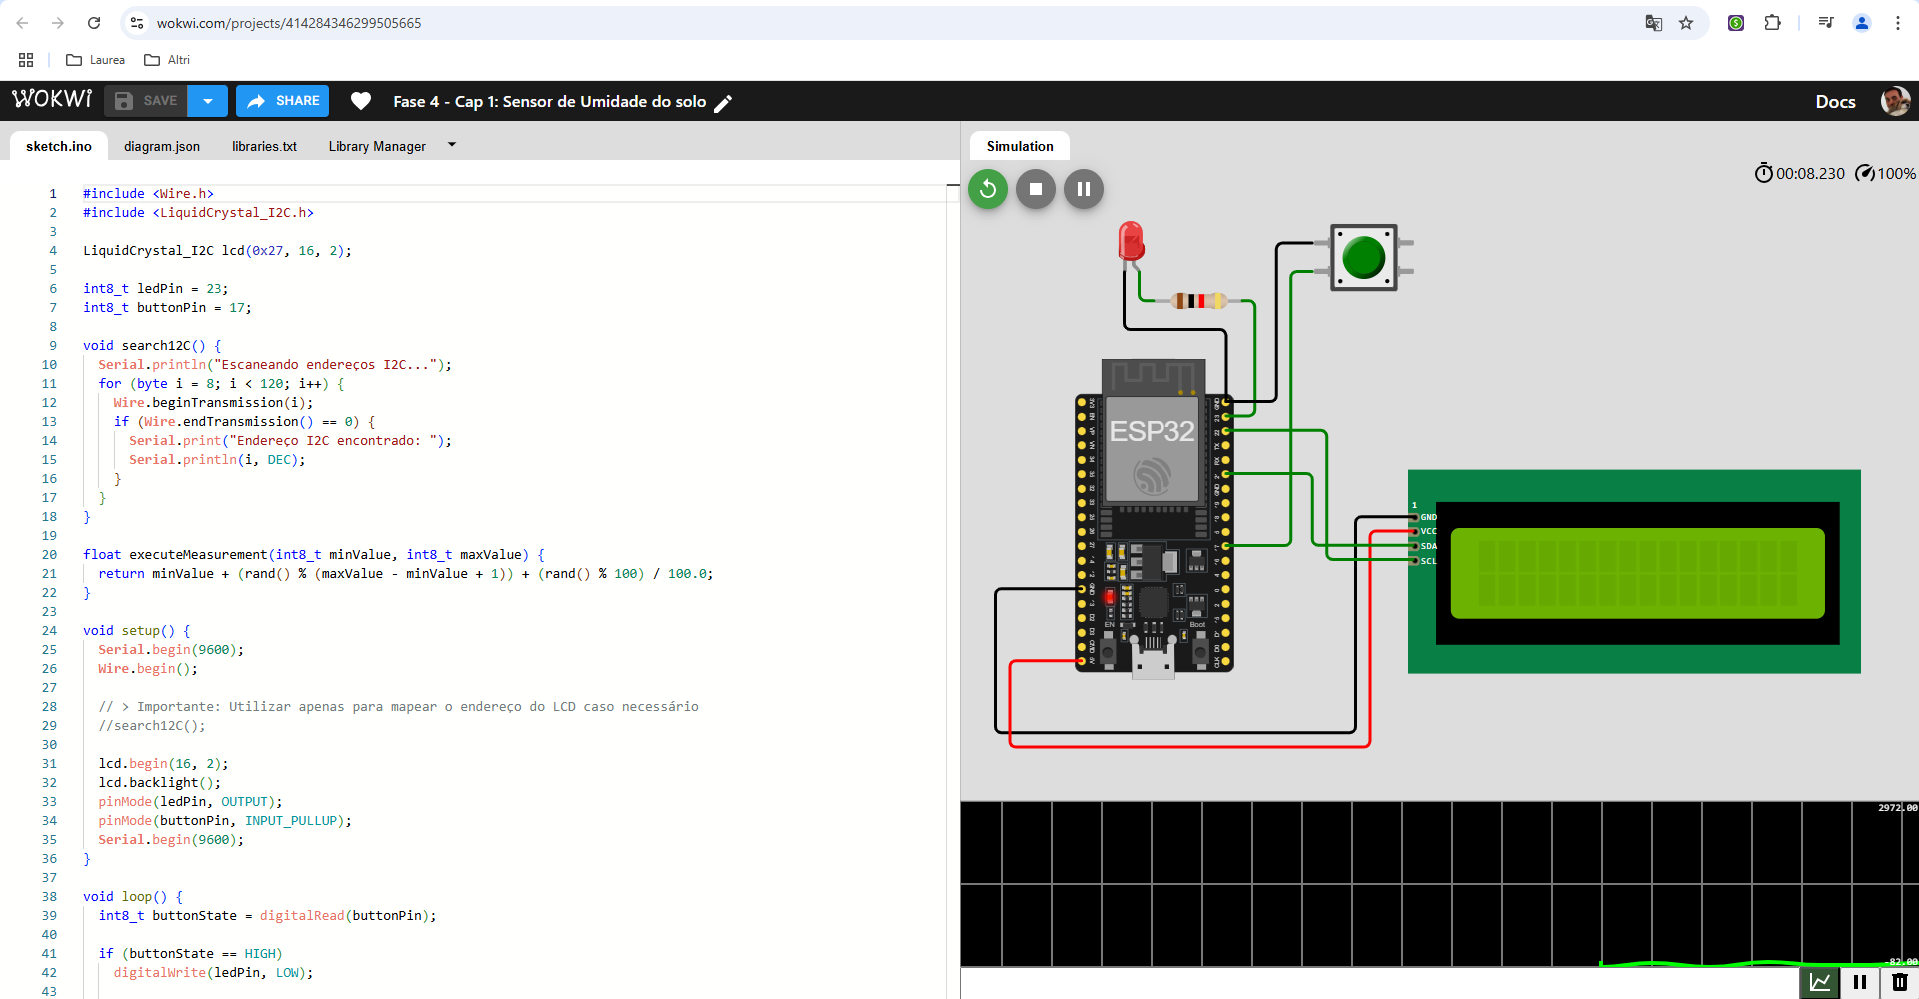 wokwi.com/projects/414284346299505665
Laurea
Altri
WOKWi
SAVE
SHARE
Fase 4 - Cap 1: Sensor de Umidade do solo
Docs
sketch.ino
diagram.json
libraries.txt
Library Manager
1 #include <Wire.h>
2 #include <LiquidCrystal_I2C.h>
3
4 LiquidCrystal_I2C lcd(0x27, 16, 2);
5
6 int8_t ledPin = 23;
7 int8_t buttonPin = 17;
8
9 void search12C() {
10 Serial.println("Escaneando endereços I2C...");
11 for (byte i = 8; i < 120; i++) {
12 Wire.beginTransmission(i);
13 if (Wire.endTransmission() == 0) {
14 Serial.print("Endereço I2C encontrado: ");
15 Serial.println(i, DEC);
16 }
17 }
18 }
19
20 float executeMeasurement(int8_t minValue, int8_t maxValue) {
21 return minValue + (rand() % (maxValue - minValue + 1)) + (rand() % 100) / 100.0;
22 }
23
24 void setup() {
25 Serial.begin(9600);
26 Wire.begin();
27
28 // > Importante: Utilizar apenas para mapear o endereço do LCD caso necessário
29 //search12C();
30
31 lcd.begin(16, 2);
32 lcd.backlight();
33 pinMode(ledPin, OUTPUT);
34 pinMode(buttonPin, INPUT_PULLUP);
35 Serial.begin(9600);
36 }
37
38 void loop() {
39 int8_t buttonState = digitalRead(buttonPin);
40
41 if (buttonState == HIGH)
42 digitalWrite(ledPin, LOW);
43
Simulation
00:08.230
100%
ESP32
EN
Boot
1
GND
VCC
SDA
SCL
2972.00
-82.00